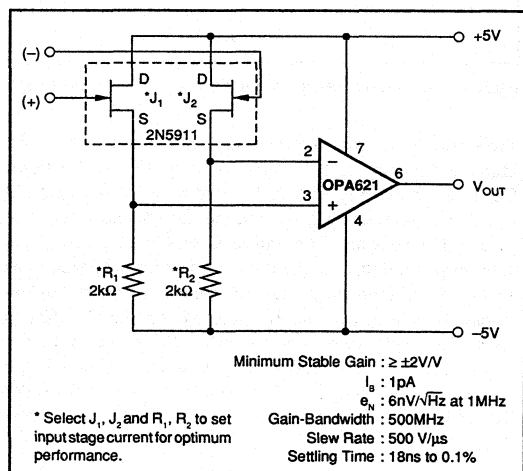 +5V
(–)
D D
(+)
*J1 *J2
S S
2N5911
2 – 7
OPA621 6
VOUT
3 + 4
*R1
2kΩ
*R2
2kΩ
–5V
Minimum Stable Gain : ≥ ±2V/V
IB : 1pA
eN : 6nV/√Hz at 1MHz
Gain-Bandwidth : 500MHz
Slew Rate : 500 V/μs
Settling Time : 18ns to 0.1%
* Select J1, J2 and R1, R2 to set
input stage current for optimum
performance.